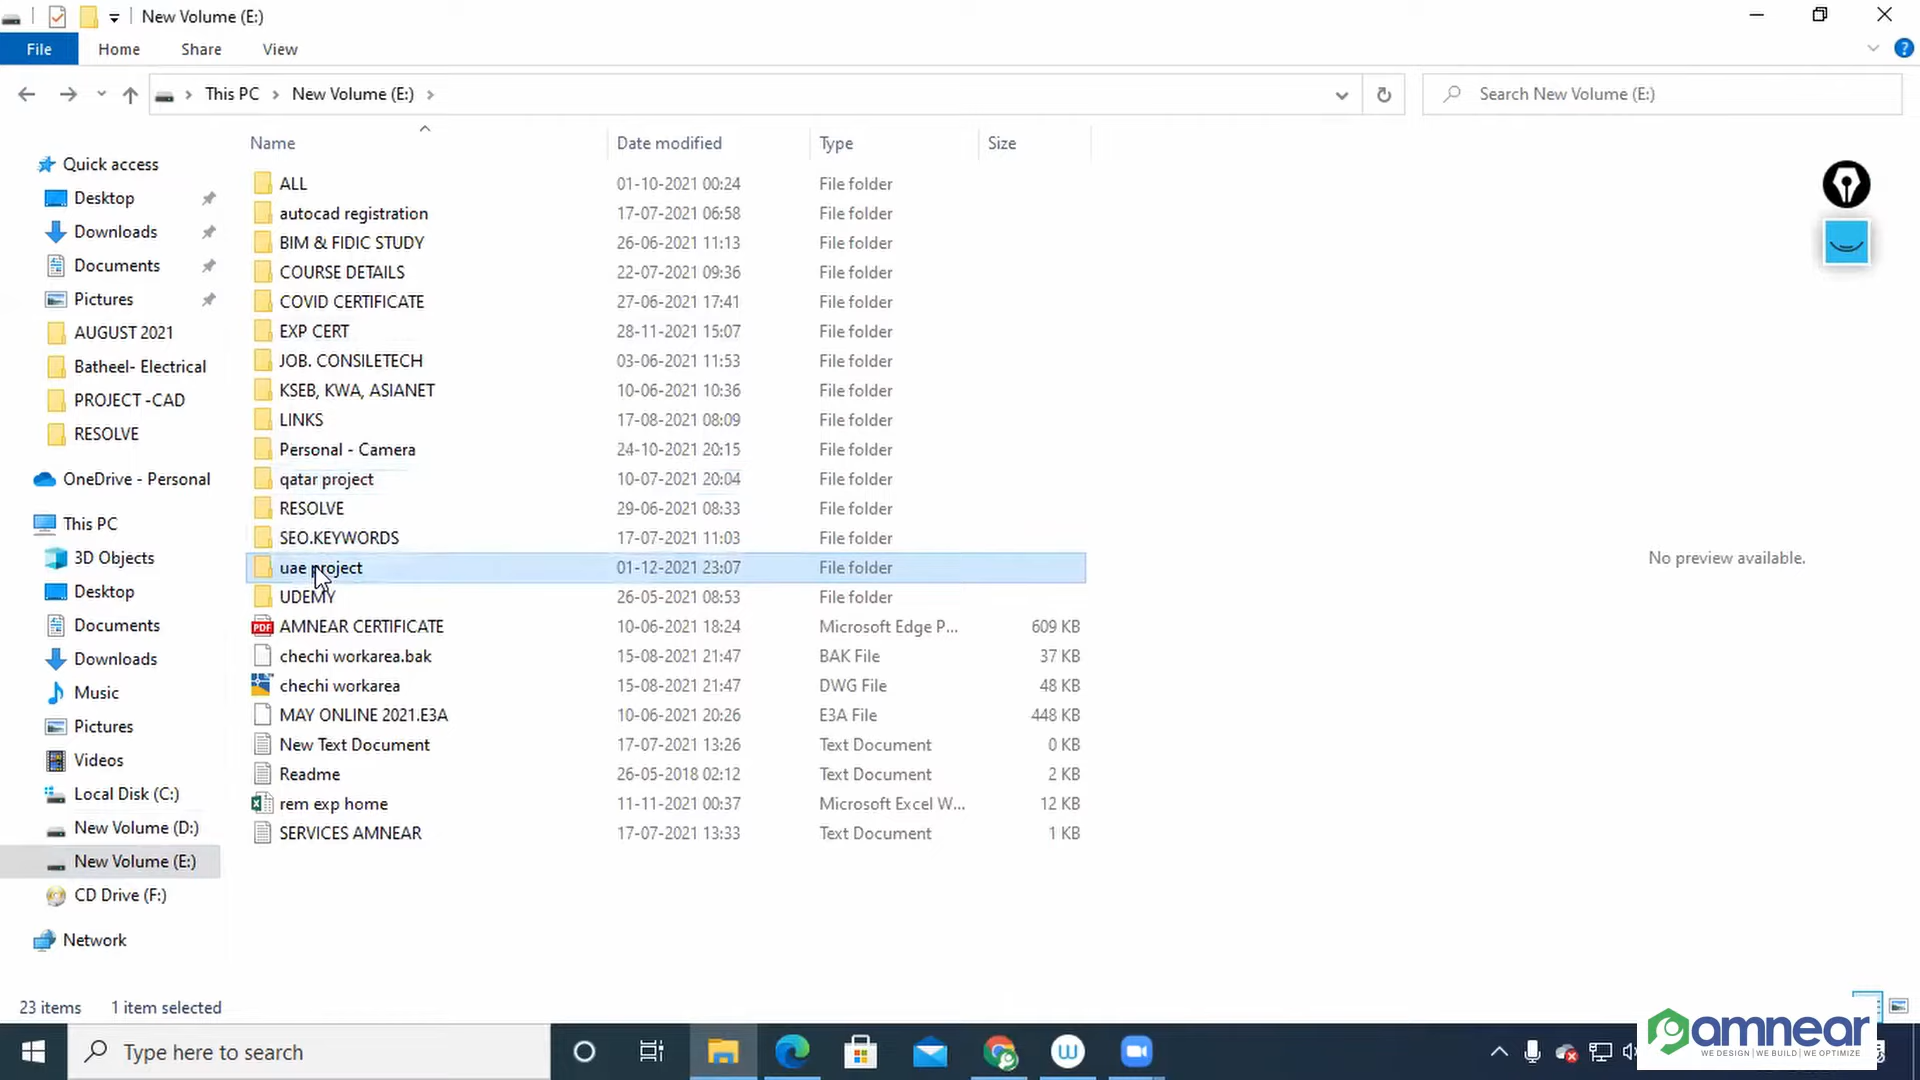 New Volume (E:)
File Home Share View
This PC New Volume (E:)
Search New Volume (E:)
Quick access
Desktop
Downloads
Documents
Pictures
AUGUST 2021
Batheel- Electrical
PROJECT -CAD
RESOLVE
OneDrive - Personal
This PC
3D Objects
Desktop
Documents
Downloads
Music
Pictures
Videos
Local Disk (C:)
New Volume (D:)
New Volume (E:)
CD Drive (F:)
Network
Name Date modified Type Size
ALL 01-10-2021 00:24 File folder
autocad registration 17-07-2021 06:58 File folder
BIM & FIDIC STUDY 26-06-2021 11:13 File folder
COURSE DETAILS 22-07-2021 09:36 File folder
COVID CERTIFICATE 27-06-2021 17:41 File folder
EXP CERT 28-11-2021 15:07 File folder
JOB. CONSILETECH 03-06-2021 11:53 File folder
KSEB, KWA, ASIANET 10-06-2021 10:36 File folder
LINKS 17-08-2021 08:09 File folder
Personal - Camera 24-10-2021 20:15 File folder
qatar project 10-07-2021 20:04 File folder
RESOLVE 29-06-2021 08:33 File folder
SEO.KEYWORDS 17-07-2021 11:03 File folder
uae project 01-12-2021 23:07 File folder
UDEMY 26-05-2021 08:53 File folder
AMNEAR CERTIFICATE 10-06-2021 18:24 Microsoft Edge P... 609 KB
chechi workarea.bak 15-08-2021 21:47 BAK File 37 KB
chechi workarea 15-08-2021 21:47 DWG File 48 KB
MAY ONLINE 2021.E3A 10-06-2021 20:26 E3A File 448 KB
New Text Document 17-07-2021 13:26 Text Document 0 KB
Readme 26-05-2018 02:12 Text Document 2 KB
rem exp home 11-11-2021 00:37 Microsoft Excel W... 12 KB
SERVICES AMNEAR 17-07-2021 13:33 Text Document 1 KB
No preview available.
23 items 1 item selected
Type here to search
amnear
WE DESIGN | WE BUILD | WE OPTIMIZE